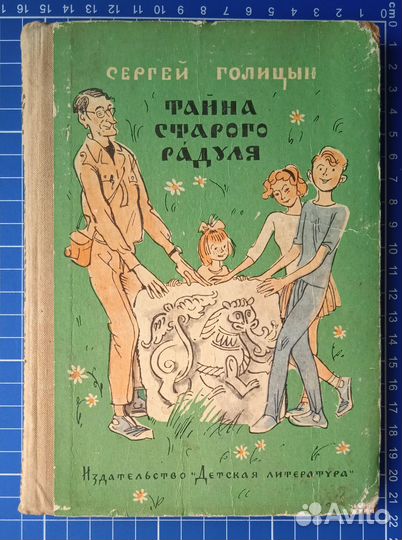 СЕРГЕЙ ГОЛИЦЫН
ТАЙНА
СТАРОГО
РАДУЛЯ
Издательство "Детская литература"
Avito